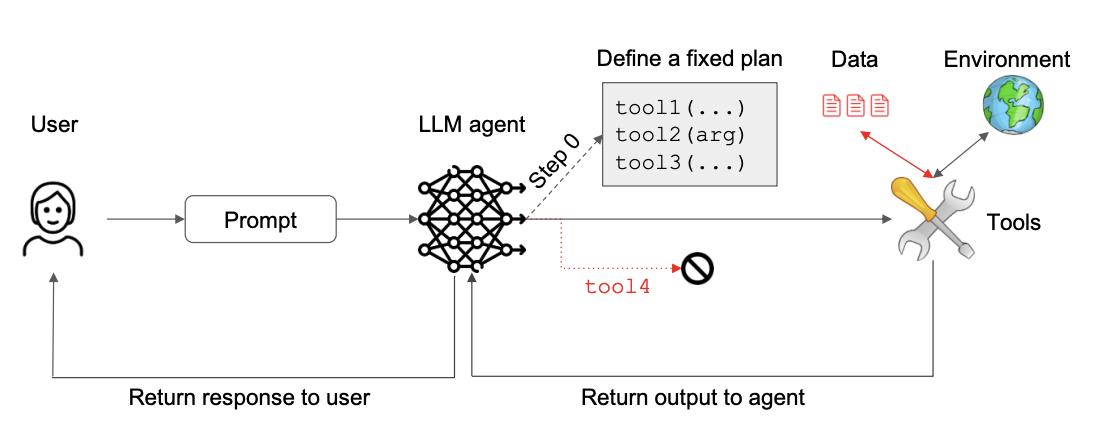 Define a fixed plan
Data
Environment
User
LLM agent
tool1(...)
tool2(arg)
tool3(...)
Step 0
Prompt
Tools
tool4
Return response to user
Return output to agent